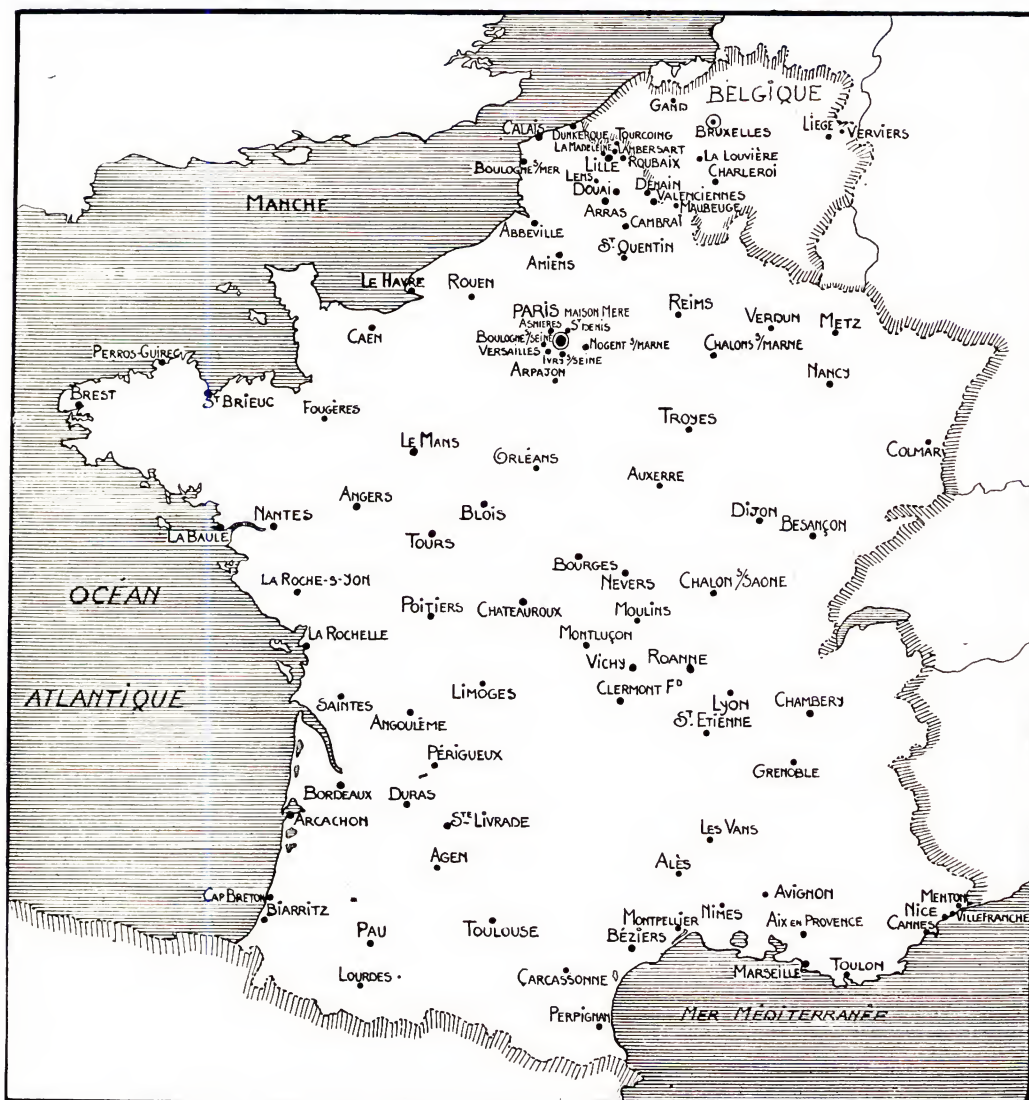 BELGIQUE
GAND
BRUXELLES
LIEGE
VERVIERS
CALAIS
DUNKERQUE
TOURCOING
LA MADELEINE
LAMBERSART
BOULOGNE S/MER
LILLE
ROUBAIX
LA LOUVIÈRE
LENS
CHARLEROI
DOUAI
DENAIN
VALENCIENNES
MAUBEUGE
MANCHE
ARRAS
CAMBRAÏ
ABBEVILLE
ST QUENTIN
AMIENS
LE HAVRE
ROUEN
REIMS
PARIS MAISON MERE
ASNIERES
ST DENIS
VERDUN
METZ
CAEN
BOULOGNE S/SEINE
NOGENT S/MARNE
CHALONS S/MARNE
VERSAILLES
IVRY S/SEINE
PERROS-GUIREC
ARPAJON
NANCY
BREST
ST BRIEUC
FOUGÈRES
TROYES
LE MANS
ORLÉANS
COLMAR
AUXERRE
ANGERS
BLOIS
DIJON
BESANÇON
NANTES
LA BAULE
TOURS
BOURGES
NEVERS
CHALON S/SAONE
LA ROCHE-S-YON
OCÉAN
POITIERS
CHATEAUROUX
MOULINS
LA ROCHELLE
MONTLUÇON
VICHY
ROANNE
ATLANTIQUE
SAINTES
LIMOGES
CLERMONT FD
LYON
CHAMBERY
ANGOULÈME
ST ETIENNE
PÉRIGUEUX
GRENOBLE
BORDEAUX
DURAS
ARCACHON
STE LIVRADE
LES VANS
AGEN
ALÈS
CAP BRETON
AVIGNON
MENTON
BIARRITZ
MONTPELLIER
NIMES
NICE
VILLEFRANCHE
PAU
TOULOUSE
BÉZIERS
AIX EN PROVENCE
CANNES
LOURDES
CARCASSONNE
MARSEILLE
TOULON
PERPIGNAN
MER MÉDITERRANÉE